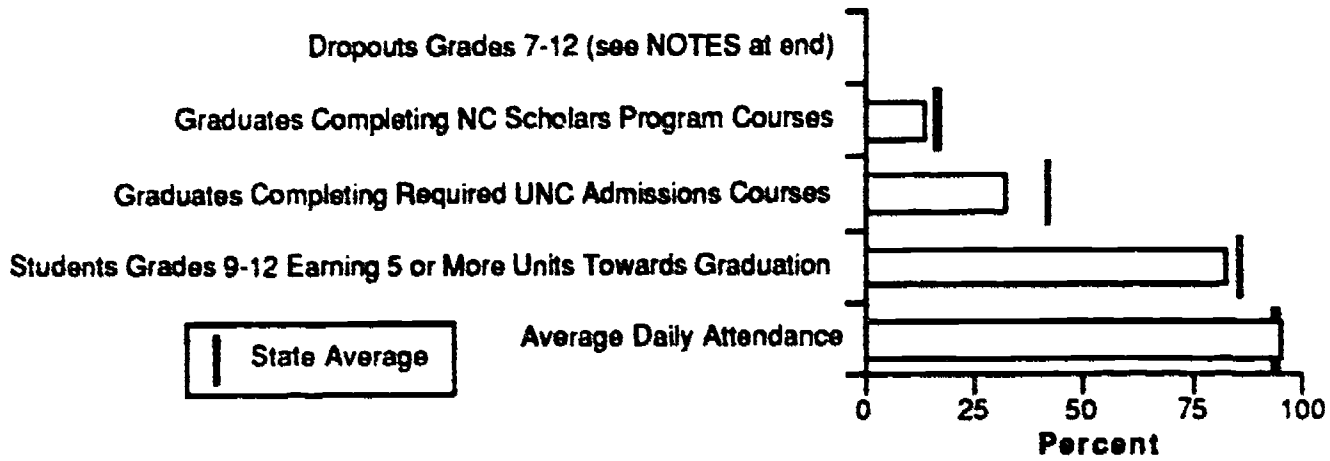 Dropouts Grades 7-12 (see NOTES at end)
Graduates Completing NC Scholars Program Courses
Graduates Completing Required UNC Admissions Courses
Students Grades 9-12 Earning 5 or More Units Towards Graduation
Average Daily Attendance
State Average
0 25 50 75 100
Percent